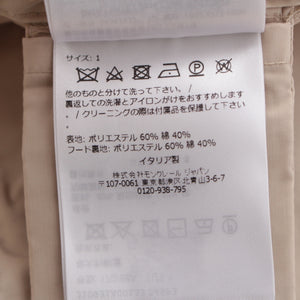 サイズ: 1
他のものと分けて洗って下さい。 /
裏返しての洗濯とアイロンがけをおすすめします
。 / クリーニングの際は付属品を保護して下さい
。
表地: ポリエステル 60% 綿 40%
フード裏地: ポリエステル 60% 綿 40%
イタリア製
株式会社モンクレール ジャパン
〒107-0061 東京都港区北青山3-6-7
0120-938-795